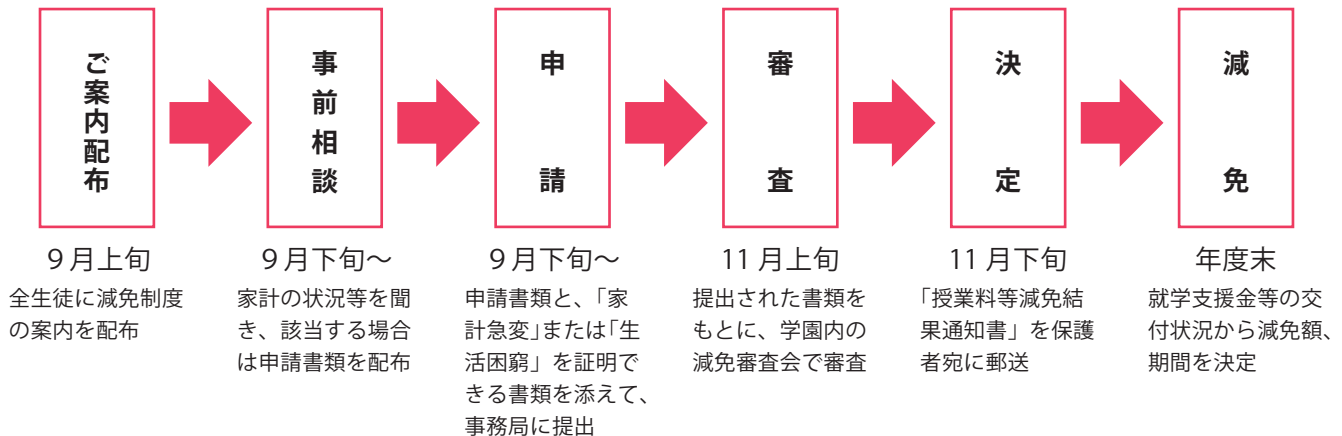 ご案内配布
事前相談
申請
審査
決定
減免
9月上旬
全生徒に減免制度
の案内を配布
9月下旬～
家計の状況等を聞
き、該当する場合
は申請書類を配布
9月下旬～
申請書類と、「家
計急変」または「生
活困窮」を証明で
きる書類を添えて、
事務局に提出
11月上旬
提出された書類を
もとに、学園内の
減免審査会で審査
11月下旬
「授業料等減免結
果通知書」を保護
者宛に郵送
年度末
就学支援金等の交
付状況から減免額、
期間を決定